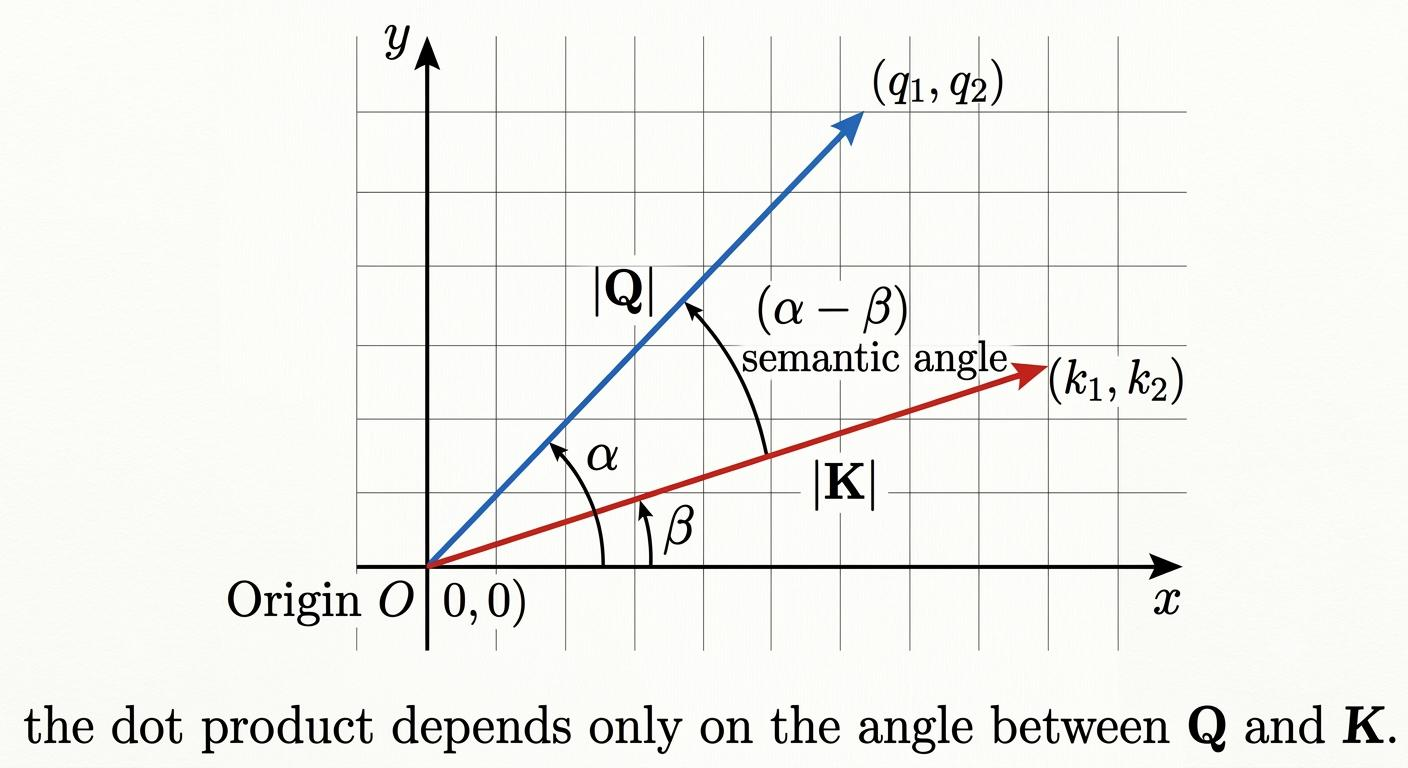 y
(q₁, q₂)
|Q|
(α − β)
semantic angle
(k₁, k₂)
α
|K|
β
Origin O 0, 0)
x
the dot product depends only on the angle between Q and K.